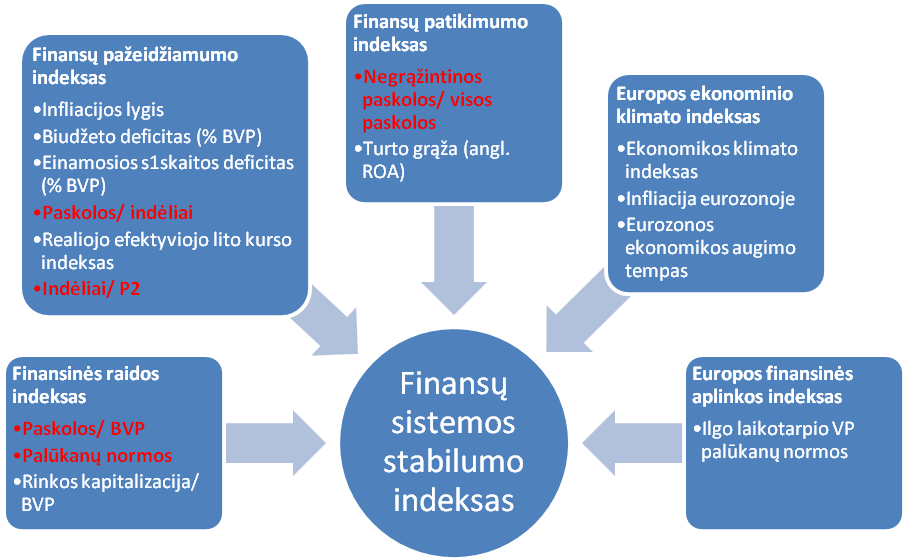 Finansų pažeidžiamumo
indeksas
•Infliacijos lygis
•Biudžeto deficitas (% BVP)
•Einamosios s1skaitos deficitas
(% BVP)
•Paskolos/ indėliai
•Realiojo efektyviojo lito kurso
indeksas
•Indėliai/ P2
Finansų patikimumo
indeksas
•Negrąžintinos
paskolos/ visos
paskolos
•Turto grąža (angl.
ROA)
Europos ekonominio
klimato indeksas
•Ekonomikos klimato
indeksas
•Infliacija eurozonoje
•Eurozonos
ekonomikos augimo
tempas
Finansinės raidos
indeksas
•Paskolos/ BVP
•Palūkanų normos
•Rinkos kapitalizacija/
BVP
Finansų
sistemos
stabilumo
indeksas
Europos finansinės
aplinkos indeksas
•Ilgo laikotarpio VP
palūkanų normos